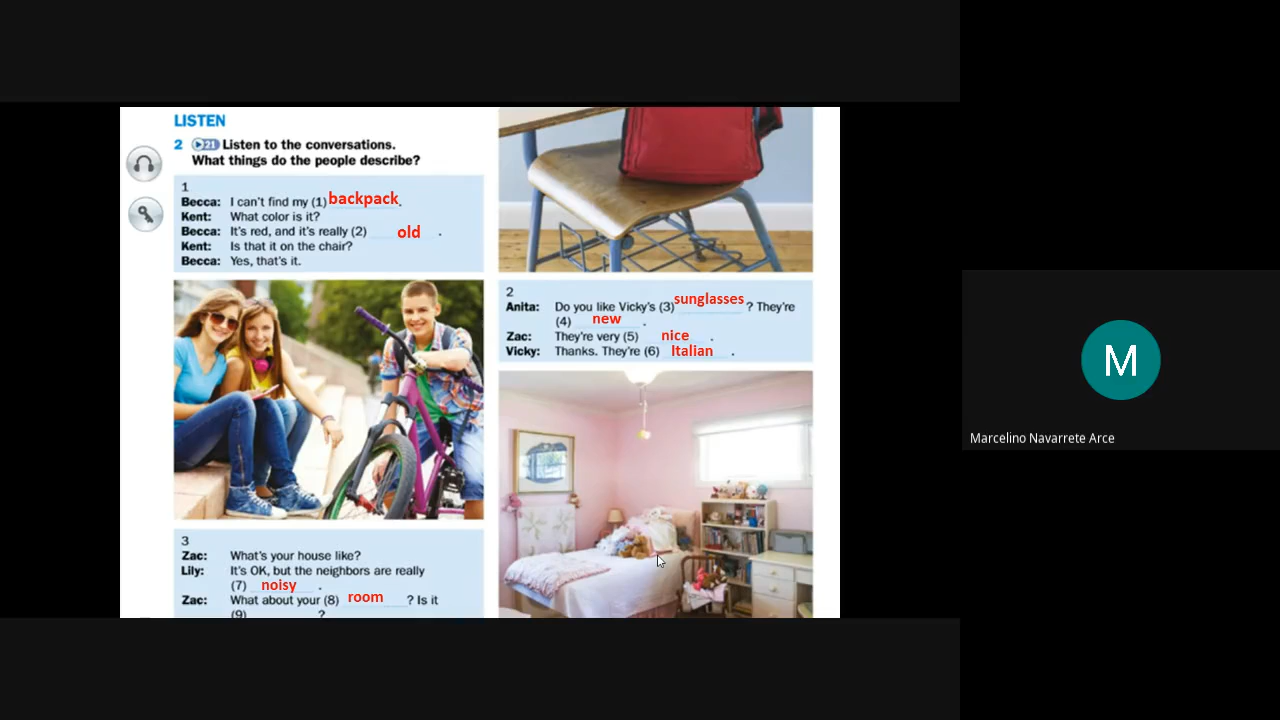 LISTEN
2 21 Listen to the conversations.
What things do the people describe?
1
Becca: I can't find my (1) backpack.
Kent: What color is it?
Becca: It's red, and it's really (2) old .
Kent: Is that it on the chair?
Becca: Yes, that's it.
2
Anita: Do you like Vicky's (3) sunglasses ? They're
(4) new .
Zac: They're very (5) nice .
Vicky: Thanks. They're (6) Italian .
3
Zac: What's your house like?
Lily: It's OK, but the neighbors are really
(7) noisy .
Zac: What about your (8) room ? Is it
(9) ?
M
Marcelino Navarrete Arce